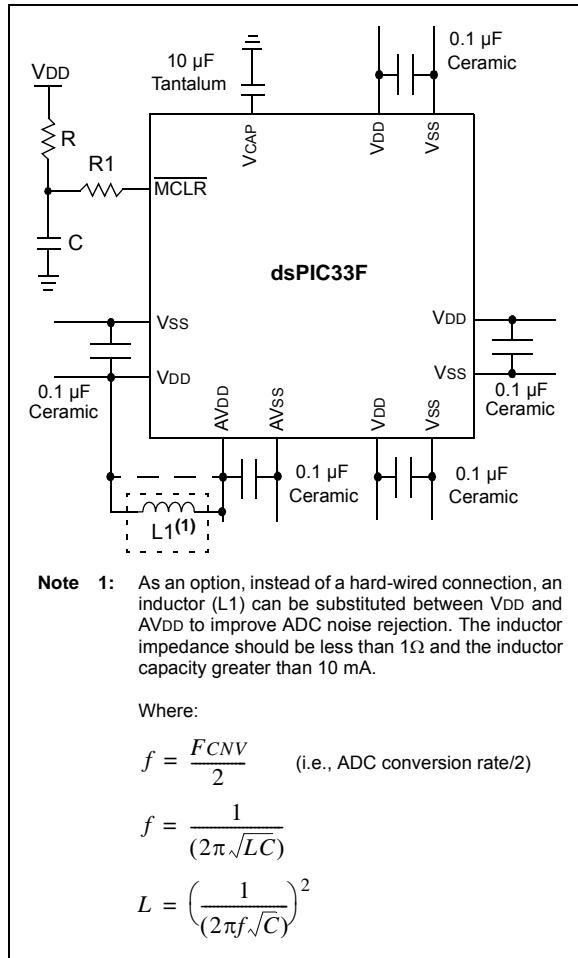 0.1 µF
Ceramic
10 µF
Tantalum
VDD
R
R1
C
VCAP
VDD
VSS
MCLR
dsPIC33F
VSS
VDD
VDD
VSS
0.1 µF
Ceramic
0.1 µF
Ceramic
AVDD
AVSS
VDD
VSS
0.1 µF
Ceramic
0.1 µF
Ceramic
L1(1)
Note 1: As an option, instead of a hard-wired connection, an
inductor (L1) can be substituted between VDD and
AVDD to improve ADC noise rejection. The inductor
impedance should be less than 1Ω and the inductor
capacity greater than 10 mA.
Where:
f = FCNV / 2 (i.e., ADC conversion rate/2)
f = 1 / (2π√LC)
L = (1 / (2πf√C))²